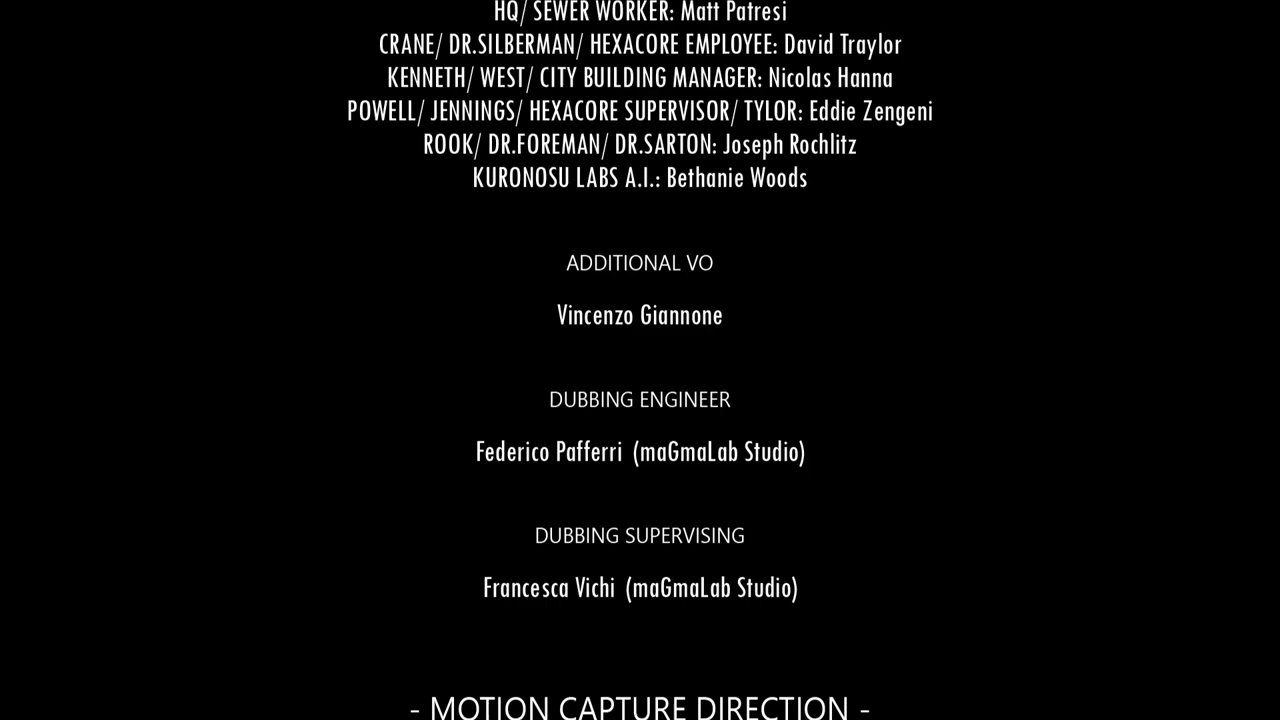 HQ/ SEWER WORKER: Matt Patresi
CRANE/ DR.SILBERMAN/ HEXACORE EMPLOYEE: David Traylor
KENNETH/ WEST/ CITY BUILDING MANAGER: Nicolas Hanna
POWELL/ JENNINGS/ HEXACORE SUPERVISOR/ TYLOR: Eddie Zengeni
ROOK/ DR.FOREMAN/ DR.SARTON: Joseph Rochlitz
KURONOSU LABS A.I.: Bethanie Woods
ADDITIONAL VO
Vincenzo Giannone
DUBBING ENGINEER
Federico Pafferri (maGmaLab Studio)
DUBBING SUPERVISING
Francesca Vichi (maGmaLab Studio)
- MOTION CAPTURE DIRECTION -